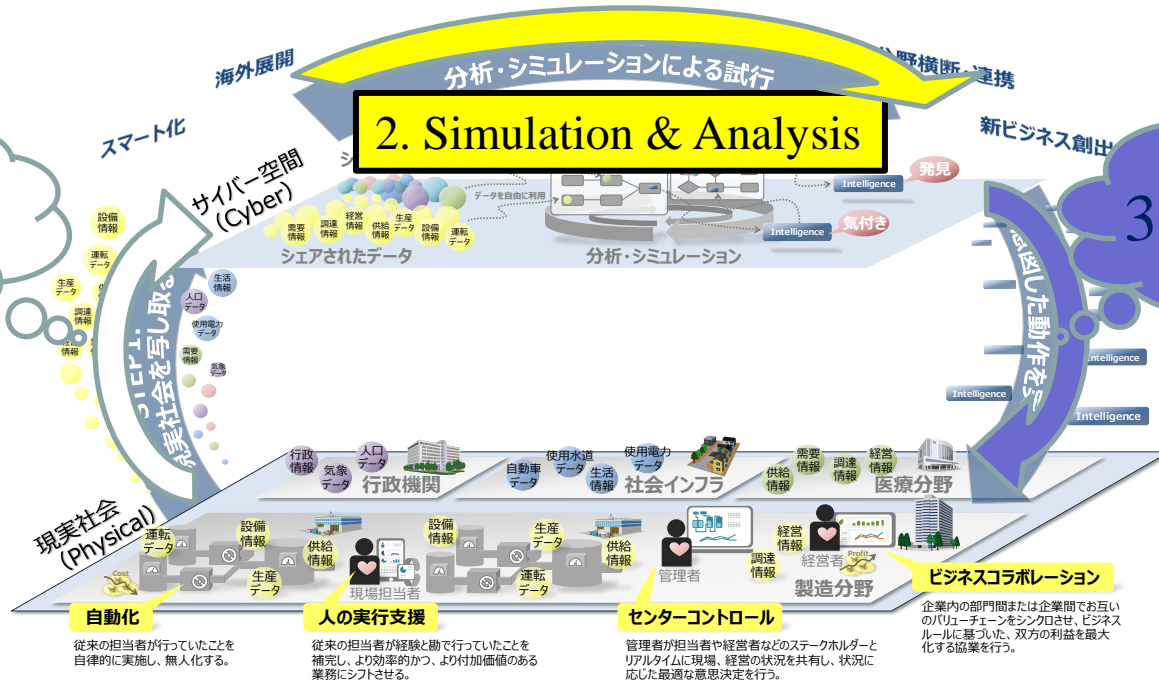 海外展開
分析・シミュレーションによる試行
分野横断・連携
2. Simulation & Analysis
スマート化
新ビジネス創出
サイバー空間
(Cyber)
データを自由に利用
Intelligence
発見
Intelligence
気付き
3
需要
情報
調達
情報
経営
情報
供給
情報
生産
データ
設備
情報
運転
データ
シェアされたデータ
分析・シミュレーション
設備
情報
運転
データ
生産
データ
調達
情報
生活
情報
人口
データ
使用電力
データ
需要
情報
気象
データ
STEP1:
現実社会を写し取る
意図した動作を
Intelligence
Intelligence
Intelligence
行政
情報
気象
データ
人口
データ
行政機関
自動車
データ
使用水道
データ
生活
情報
使用電力
データ
社会インフラ
供給
情報
需要
情報
調達
情報
経営
情報
医療分野
現実社会
(Physical)
運転
データ
設備
情報
供給
情報
生産
データ
Cost
現場担当者
設備
情報
生産
データ
供給
情報
運転
データ
管理者
経営
情報
調達
情報
経営者
Profit
製造分野
自動化
従来の担当者が行っていたことを
自律的に実施し、無人化する。
人の実行支援
従来の担当者が経験と勘で行っていたことを
補完し、より効率的かつ、より付加価値のある
業務にシフトさせる。
センターコントロール
管理者が担当者や経営者などのステークホルダーと
リアルタイムに現場、経営の状況を共有し、状況に
応じた最適な意思決定を行う。
ビジネスコラボレーション
企業内の部門間または企業間でお互い
のバリューチェーンをシンクロさせ、ビジネス
ルールに基づいた、双方の利益を最大
化する協業を行う。